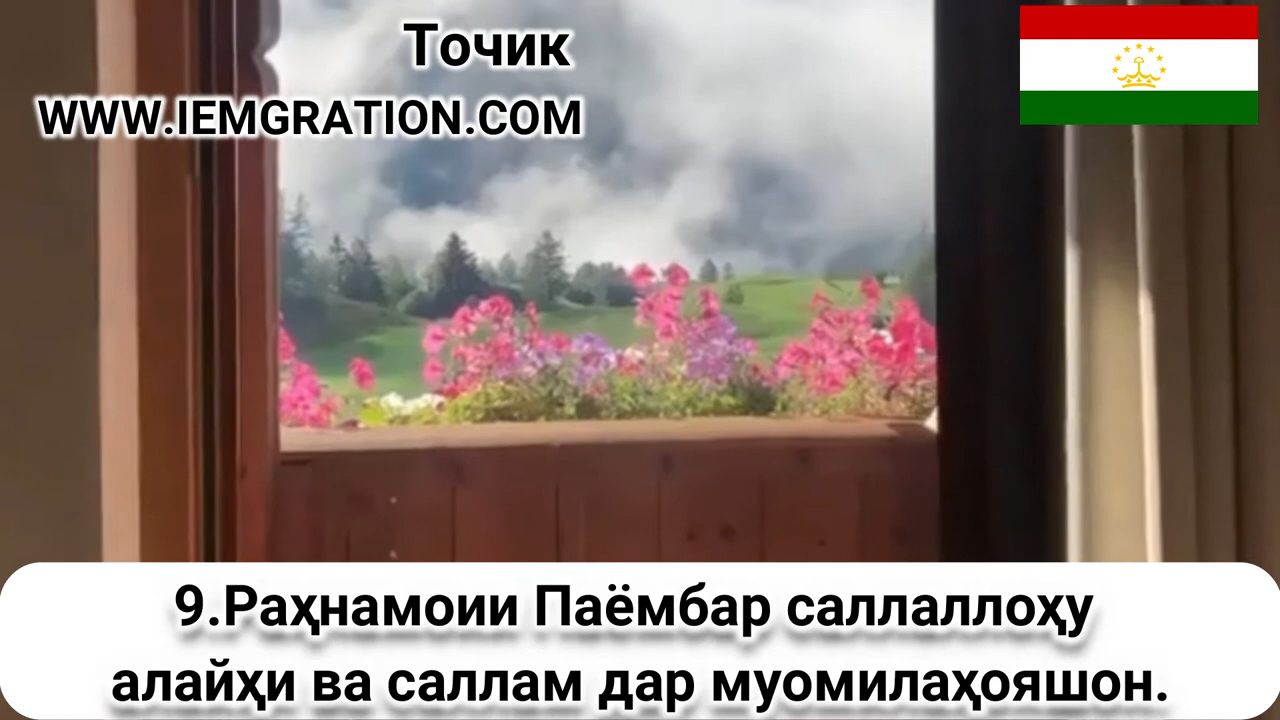 Точик
WWW.IEMGRATION.COM
9.Раҳнамоии Паёмбар саллаллоҳу
алайҳи ва саллам дар муомилаҳояшон.